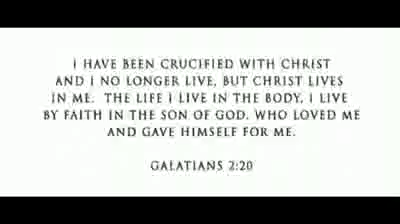 I HAVE BEEN CRUCIFIED WITH CHRIST
AND I NO LONGER LIVE, BUT CHRIST LIVES
IN ME. THE LIFE I LIVE IN THE BODY, I LIVE
BY FAITH IN THE SON OF GOD, WHO LOVED ME
AND GAVE HIMSELF FOR ME.
GALATIANS 2:20